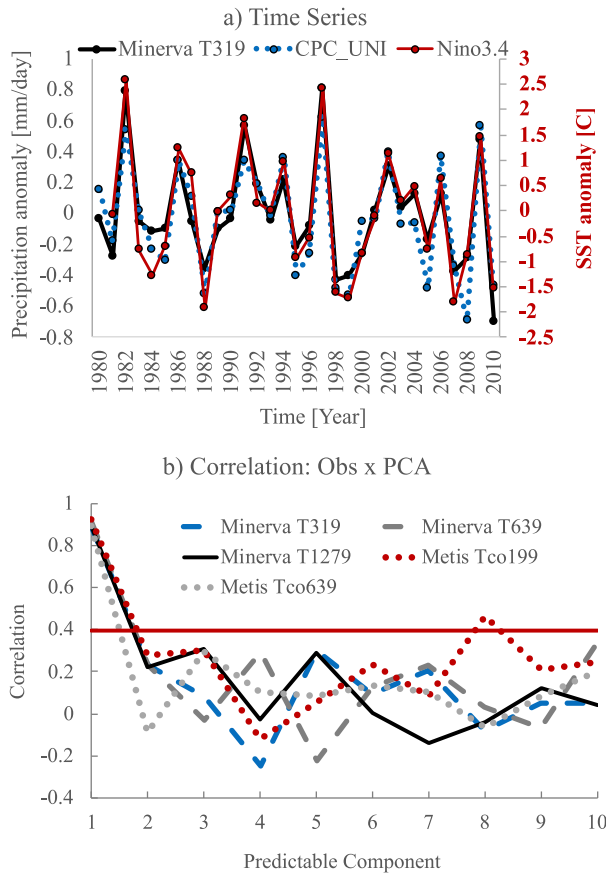 a) Time Series
Minerva T319 CPC_UNI Nino3.4
Precipitation anomaly [mm/day]
1
0.8
0.6
0.4
0.2
0
-0.2
-0.4
-0.6
-0.8
3
2.5
2
1.5
1
0.5
0
-0.5
-1
-1.5
-2
-2.5
SST anomaly [C]
1980 1982 1984 1986 1988 1990 1992 1994 1996 1998 2000 2002 2004 2006 2008 2010
Time [Year]
b) Correlation: Obs x PCA
Minerva T319 Minerva T639
Minerva T1279 Metis Tco199
Metis Tco639
Correlation
1
0.8
0.6
0.4
0.2
0
-0.2
-0.4
1 2 3 4 5 6 7 8 9 10
Predictable Component